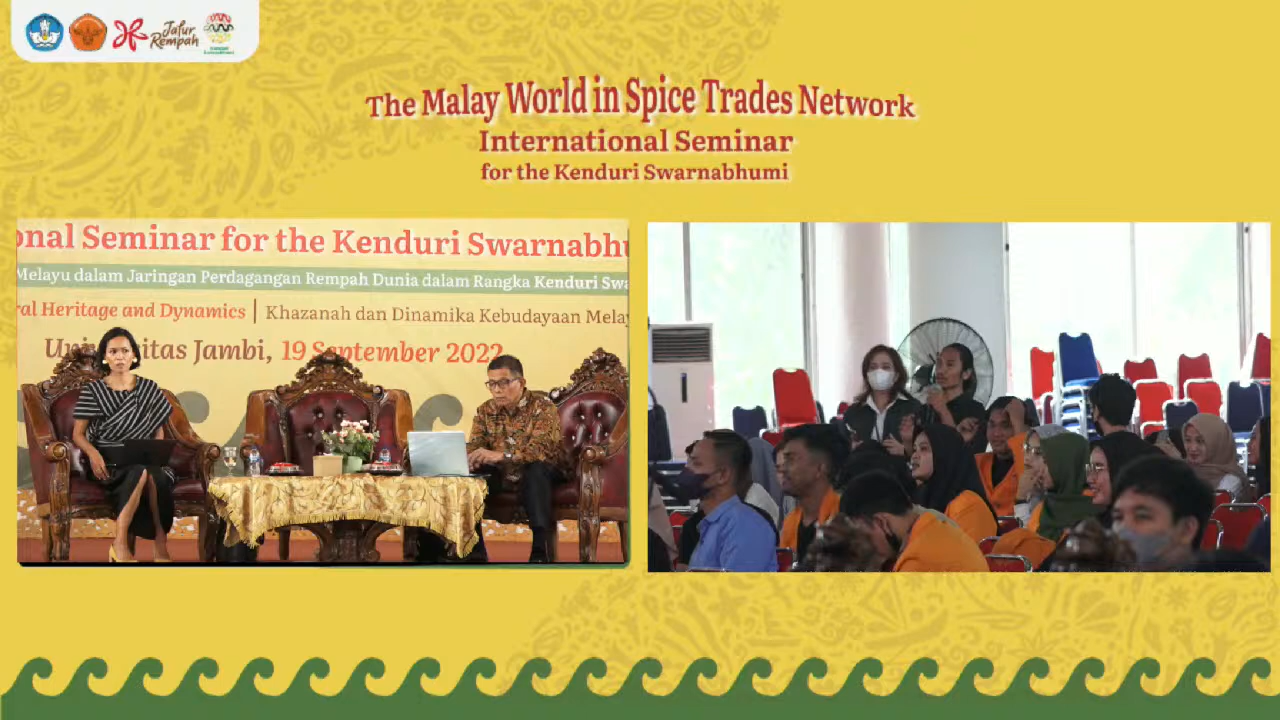 Jalur
Rempah
The Malay World in Spice Trades Network
International Seminar
for the Kenduri Swarnabhumi
onal Seminar for the Kenduri Swarnabhu
Melayu dalam Jaringan Perdagangan Rempah Dunia dalam Rangka Kenduri Swa
ral Heritage and Dynamics | Khazanah dan Dinamika Kebudayaan Melay
Universitas Jambi, 19 September 2022